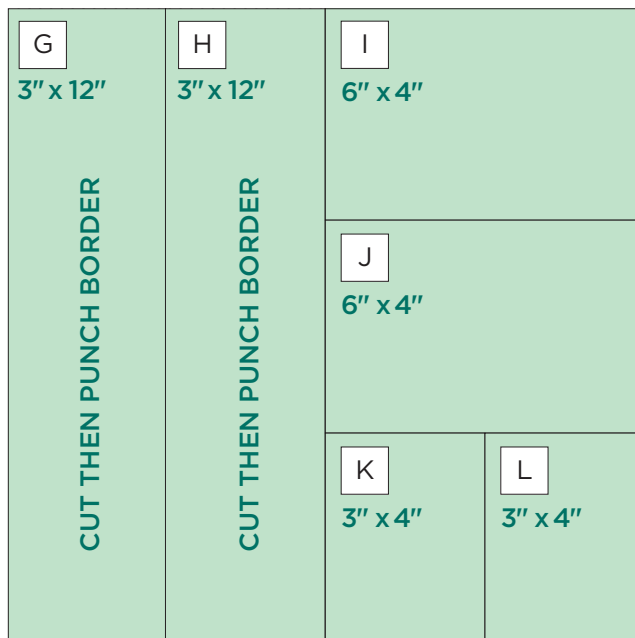 G
3" x 12"
CUT THEN PUNCH BORDER
H
3" x 12"
CUT THEN PUNCH BORDER
I
6" x 4"
J
6" x 4"
K
3" x 4"
L
3" x 4"